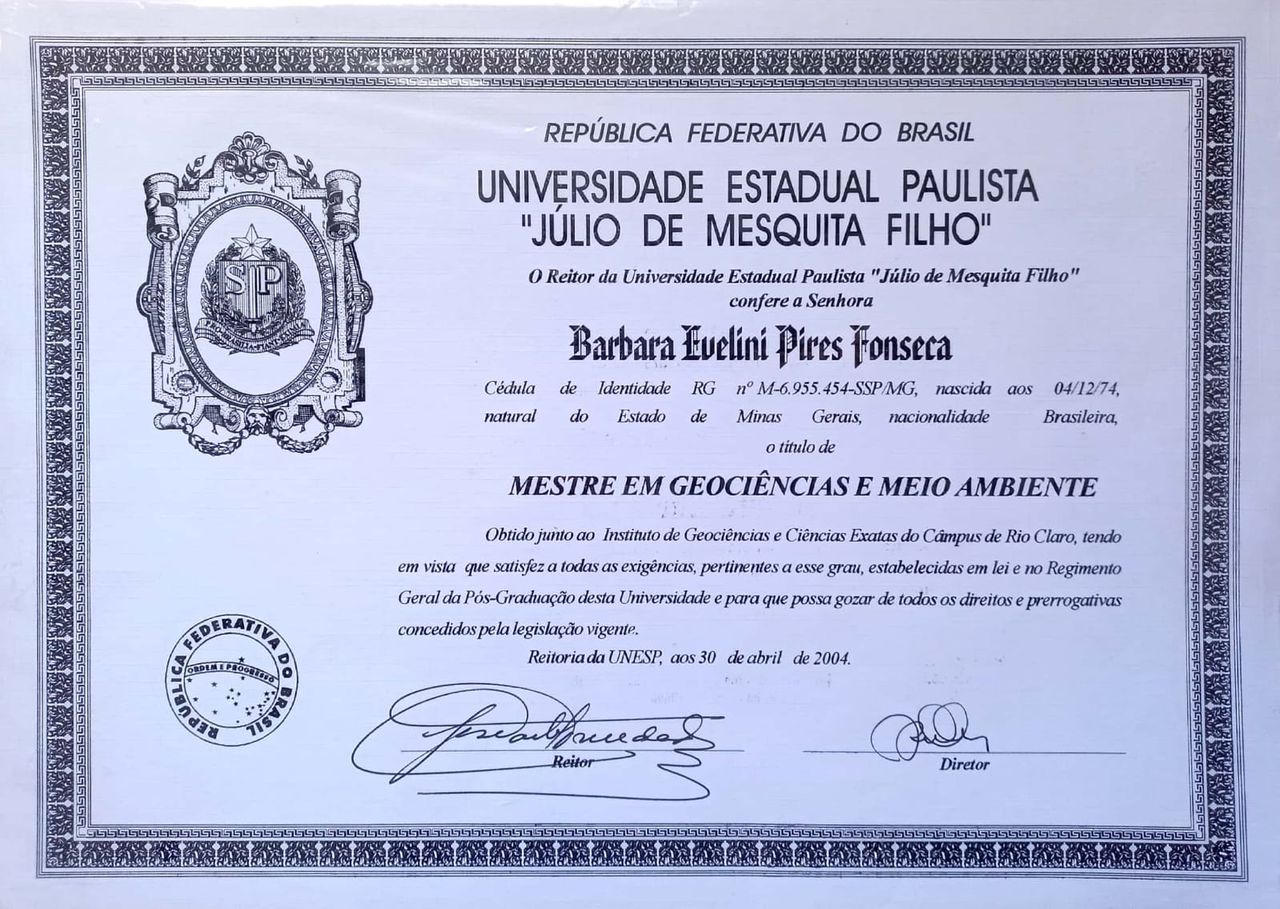 REPÚBLICA FEDERATIVA DO BRASIL
UNIVERSIDADE ESTADUAL PAULISTA
"JÚLIO DE MESQUITA FILHO"
O Reitor da Universidade Estadual Paulista "Júlio de Mesquita Filho"
confere a Senhora
Barbara Evelini Pires Fonseca
Cédula de Identidade RG nº M-6.955.454-SSP/MG, nascida aos 04/12/74,
natural do Estado de Minas Gerais, nacionalidade Brasileira,
o título de
MESTRE EM GEOCIÊNCIAS E MEIO AMBIENTE
Obtido junto ao Instituto de Geociências e Ciências Exatas do Câmpus de Rio Claro, tendo
em vista que satisfez a todas as exigências, pertinentes a esse grau, estabelecidas em lei e no Regimento
Geral da Pós-Graduação desta Universidade e para que possa gozar de todos os direitos e prerrogativas
concedidos pela legislação vigente.
Reitoria da UNESP, aos 30 de abril de 2004.
Reitor
Diretor
SP
REPÚBLICA FEDERATIVA DO BRASIL
ORDEM E PROGRESSO